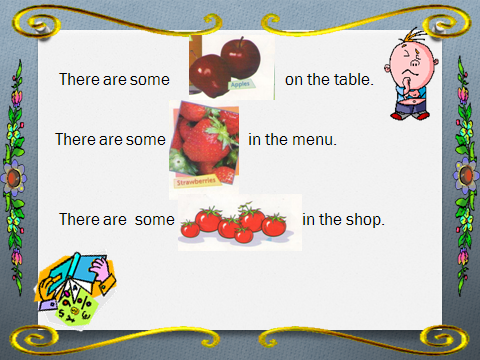 There are some Apples on the table.
There are some Strawberries in the menu.
There are some in the shop.